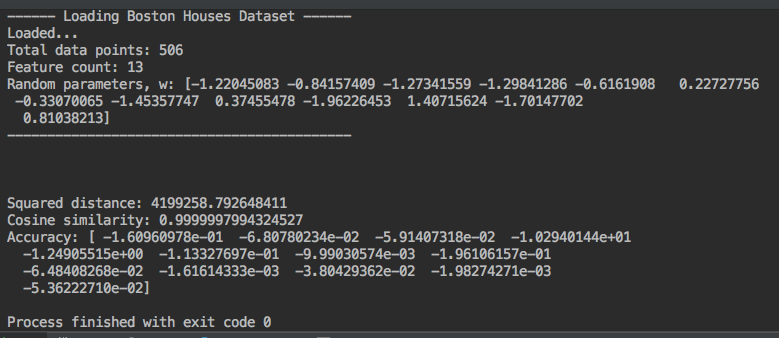 ------ Loading Boston Houses Dataset ------
Loaded...
Total data points: 506
Feature count: 13
Random parameters, w: [-1.22045083 -0.84157409 -1.27341559 -1.29841286 -0.6161908   0.22727756
 -0.33070065 -1.45357747  0.37455478 -1.96226453  1.40715624 -1.70147702
  0.81038213]
-------------------------------------------
Squared distance: 4199258.792648411
Cosine similarity: 0.9999997994324527
Accuracy: [ -1.60960978e-01  -6.80780234e-02  -5.91407318e-02  -1.02940144e+01
  -1.24905515e+00  -1.13327697e-01  -9.99030574e-03  -1.96106157e-01
  -6.48408268e-02  -1.61614333e-03  -3.80429362e-02  -1.98274271e-03
  -5.36222710e-02]
Process finished with exit code 0